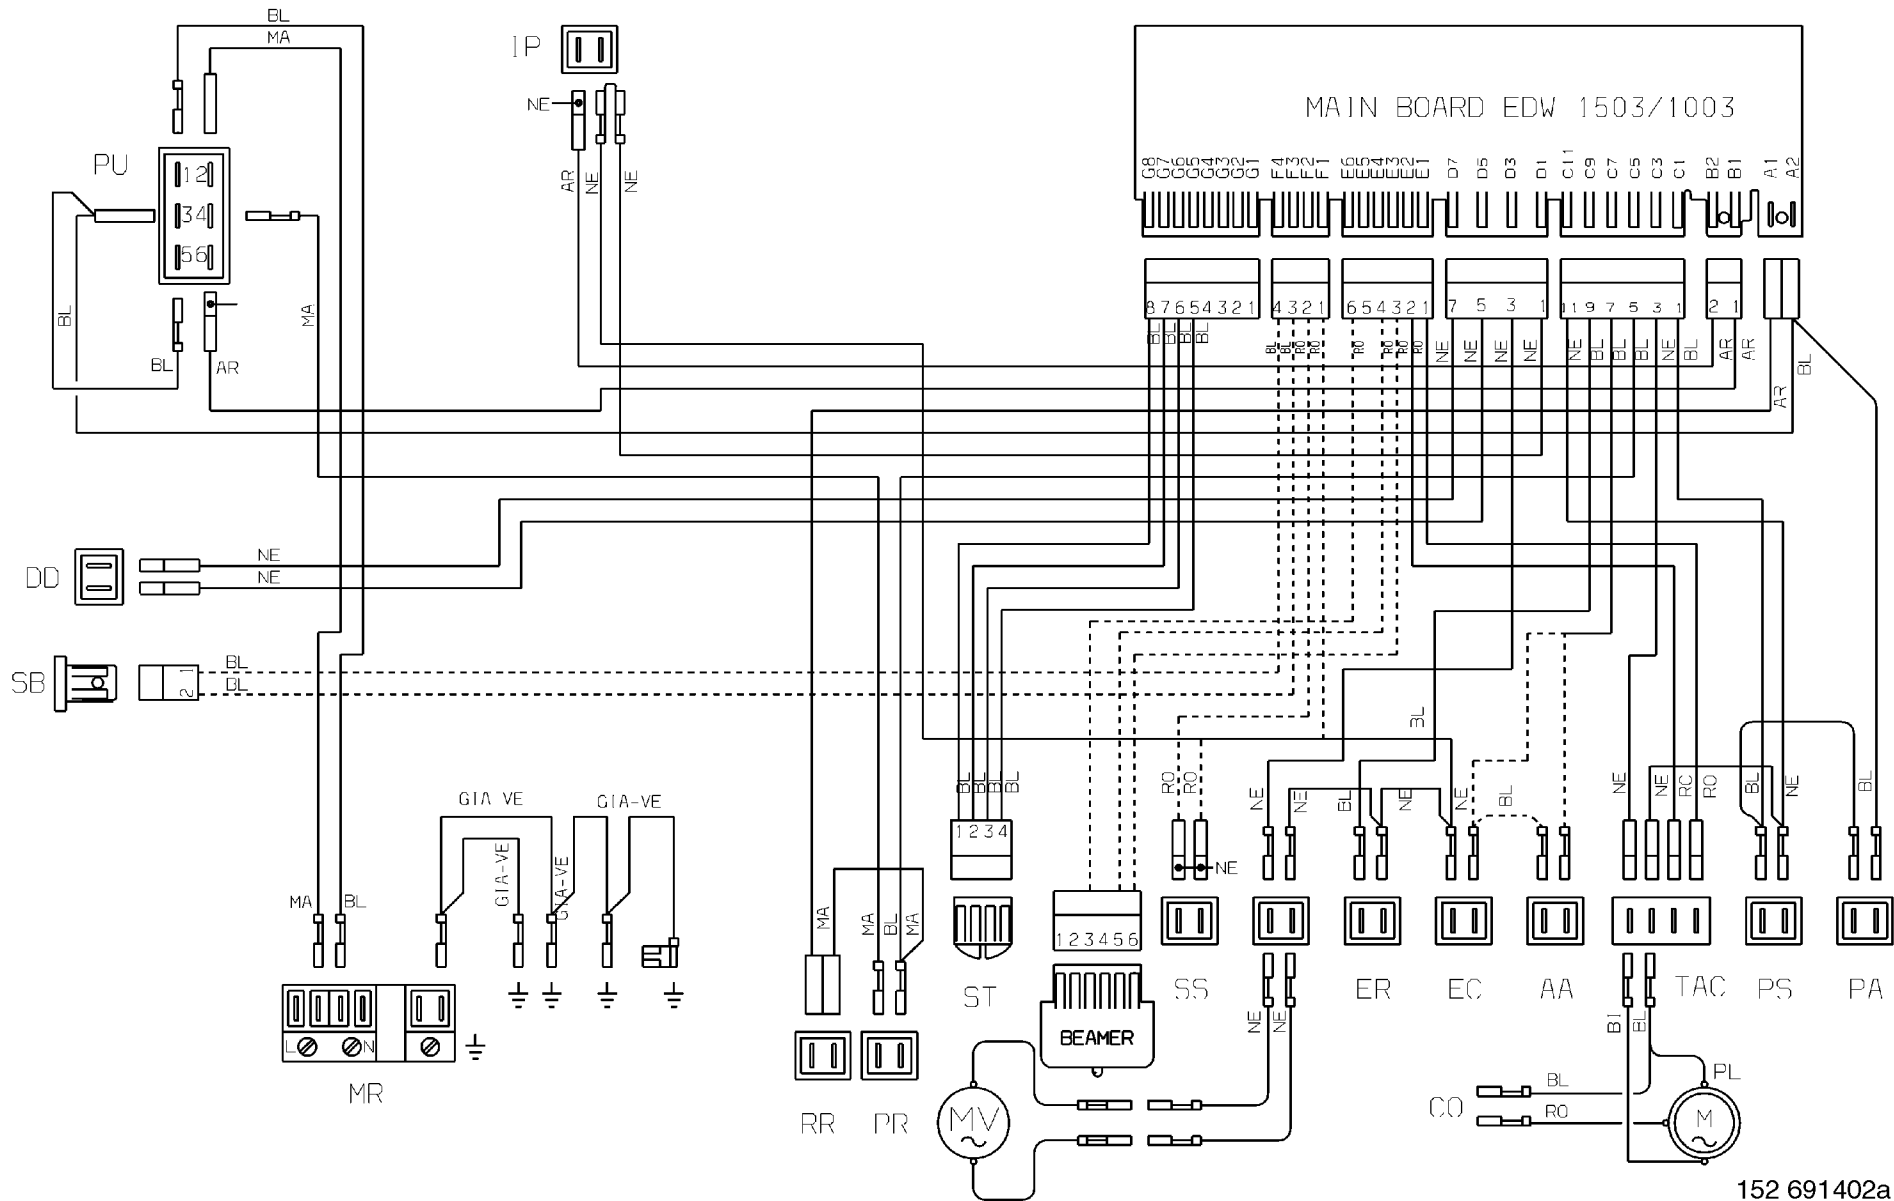 BL
MA
IP
NE
MAIN BOARD EDW 1503/1003
PU
12
34
56
AR
NE
NE
G8 G7 G6 G5 G4 G3 G2 G1 F4 F3 F2 F1 E6 E5 E4 E3 E2 E1 D7 D5 D3 D1 C11 C9 C7 C5 C3 C1 B2 B1 A1 A2
8 7 6 5 4 3 2 1 4 3 2 1 6 5 4 3 2 1 7 5 3 1 11 9 7 5 3 1 2 1
BL BL BL BL BL BL RO RO RO RO RO RO NE NE NE NE NE BL BL BL NE BL AR AR
BL
MA
BL
AR
AR
BL
DD
NE
NE
SB
1
2
BL
BL
BL
BL BL BL BL
RO RO
NE NE BL NE NE BL
NE NE RO RO BL NE BL
GIA VE
GIA-VE
GIA-VE
GIA-VE
1 2 3 4
NE
MA BL
MA
MA BL MA
1 2 3 4 5 6
ST
SS
ER
EC
AA
TAC
PS
PA
NE NE
BI BL
L
N
MR
BEAMER
RR
PR
MV
CO
BL
RO
PL
M
152 691402a